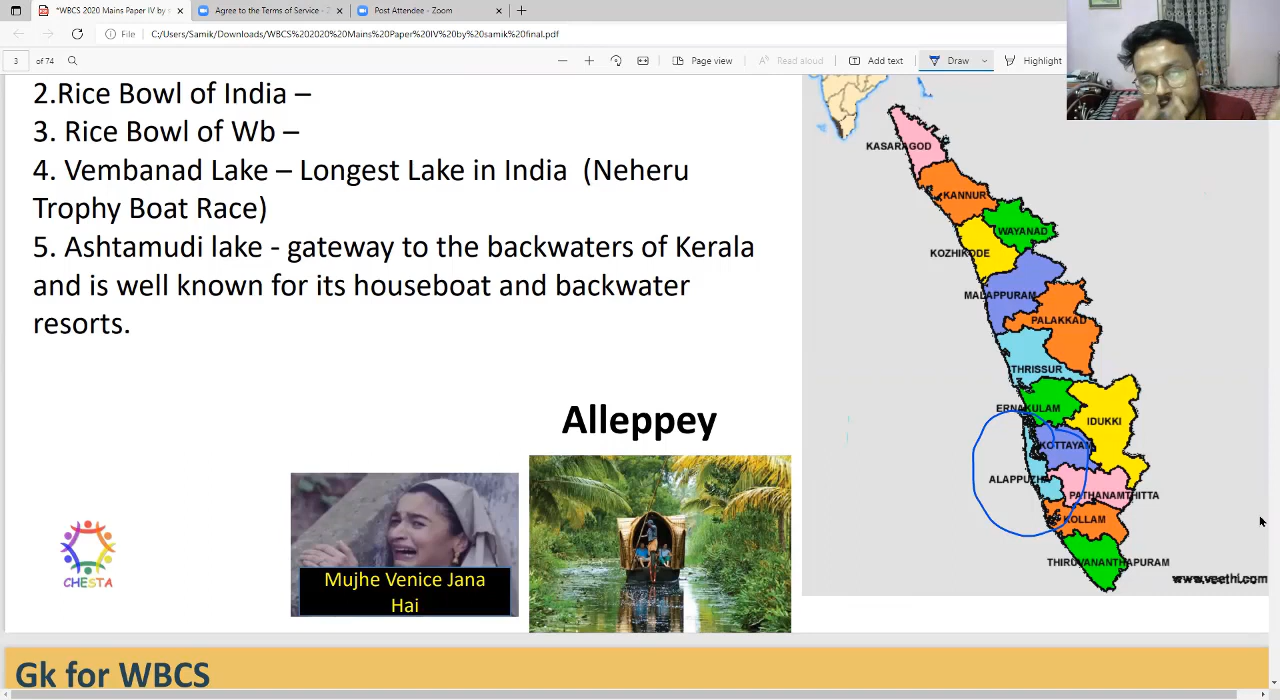 *WBCS 2020 Mains Paper IV by s
Agree to the Terms of Service - Z
Post Attendee - Zoom
File
C:/Users/Samik/Downloads/WBCS%202020%20Mains%20Paper%20IV%20by%20samik%20final.pdf
3
of 74
Page view
Read aloud
Add text
Draw
Highlight
2.Rice Bowl of India –
3. Rice Bowl of Wb –
4. Vembanad Lake – Longest Lake in India (Neheru
Trophy Boat Race)
5. Ashtamudi lake - gateway to the backwaters of Kerala
and is well known for its houseboat and backwater
resorts.
Alleppey
CHESTA
Mujhe Venice Jana
Hai
KASARAGOD
KANNUR
WAYANAD
KOZHIKODE
MALAPPURAM
PALAKKAD
THRISSUR
ERNAKULAM
IDUKKI
KOTTAYAM
ALAPPUZHA
PATHANAMTHITTA
KOLLAM
THIRUVANANTHAPURAM
www.veethi.com
Gk for WBCS